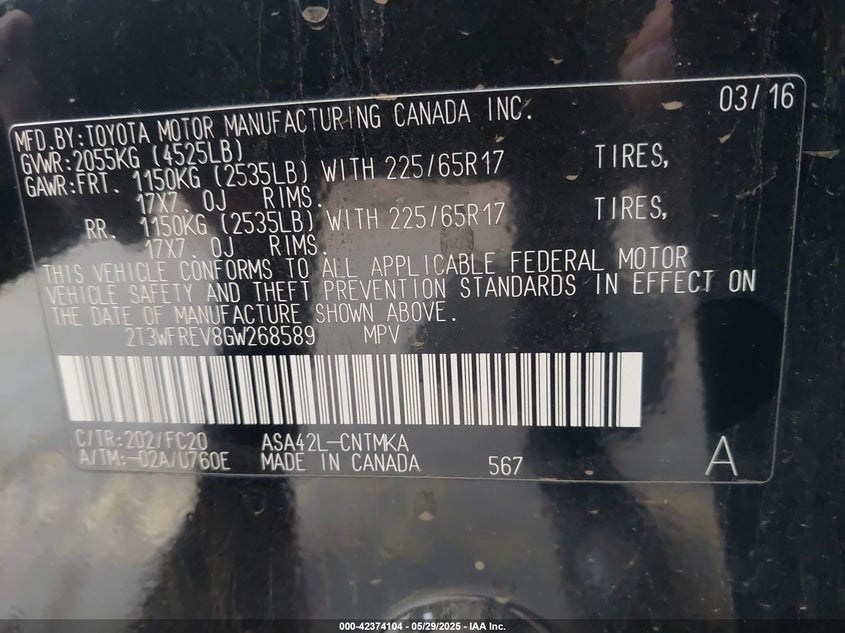 MFD.BY:TOYOTA MOTOR MANUFACTURING CANADA INC. 03/16
GVWR:2055KG (4525LB)
GAWR:FRT. 1150KG (2535LB) WITH 225/65R17 TIRES,
17X7.0J RIMS.
RR. 1150KG (2535LB) WITH 225/65R17 TIRES,
17X7.0J RIMS.
THIS VEHICLE CONFORMS TO ALL APPLICABLE FEDERAL MOTOR
VEHICLE SAFETY AND THEFT PREVENTION STANDARDS IN EFFECT ON
THE DATE OF MANUFACTURE SHOWN ABOVE.
2T3WFREV8GW268589 MPV
C/TR:202/FC20 ASA42L-CNTMKA
A/TM:-02A/U760E MADE IN CANADA 567 A
000-42374104 - 05/29/2025 - IAA Inc.